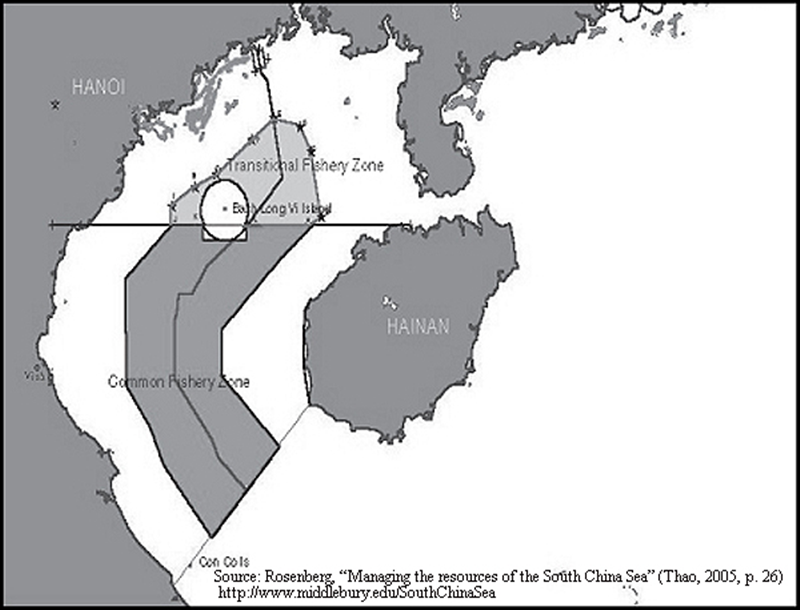 HANOI
Transitional Fishery Zone
Bach Long Vi Island
HAINAN
Common Fishery Zone
Con Co Is
Source: Rosenberg, “Managing the resources of the South China Sea” (Thao, 2005, p. 26)
http://www.middlebury.edu/SouthChinaSea